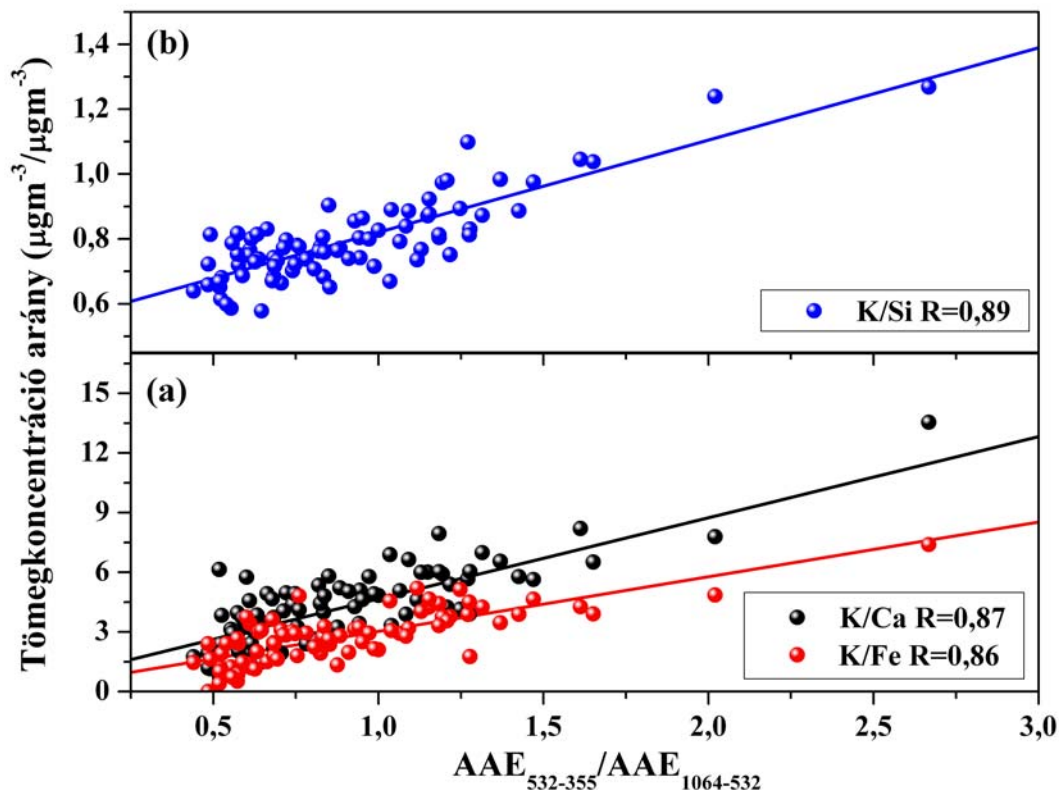 (b)
1,4
1,2
1,0
0,8
0,6
K/Si R=0,89
Tömegkoncentráció arány (µgm⁻³/µgm⁻³)
(a)
15
12
9
6
3
0
K/Ca R=0,87
K/Fe R=0,86
0,5 1,0 1,5 2,0 2,5 3,0
AAE₅₃₂₋₃₅₅/AAE₁₀₆₄₋₅₃₂